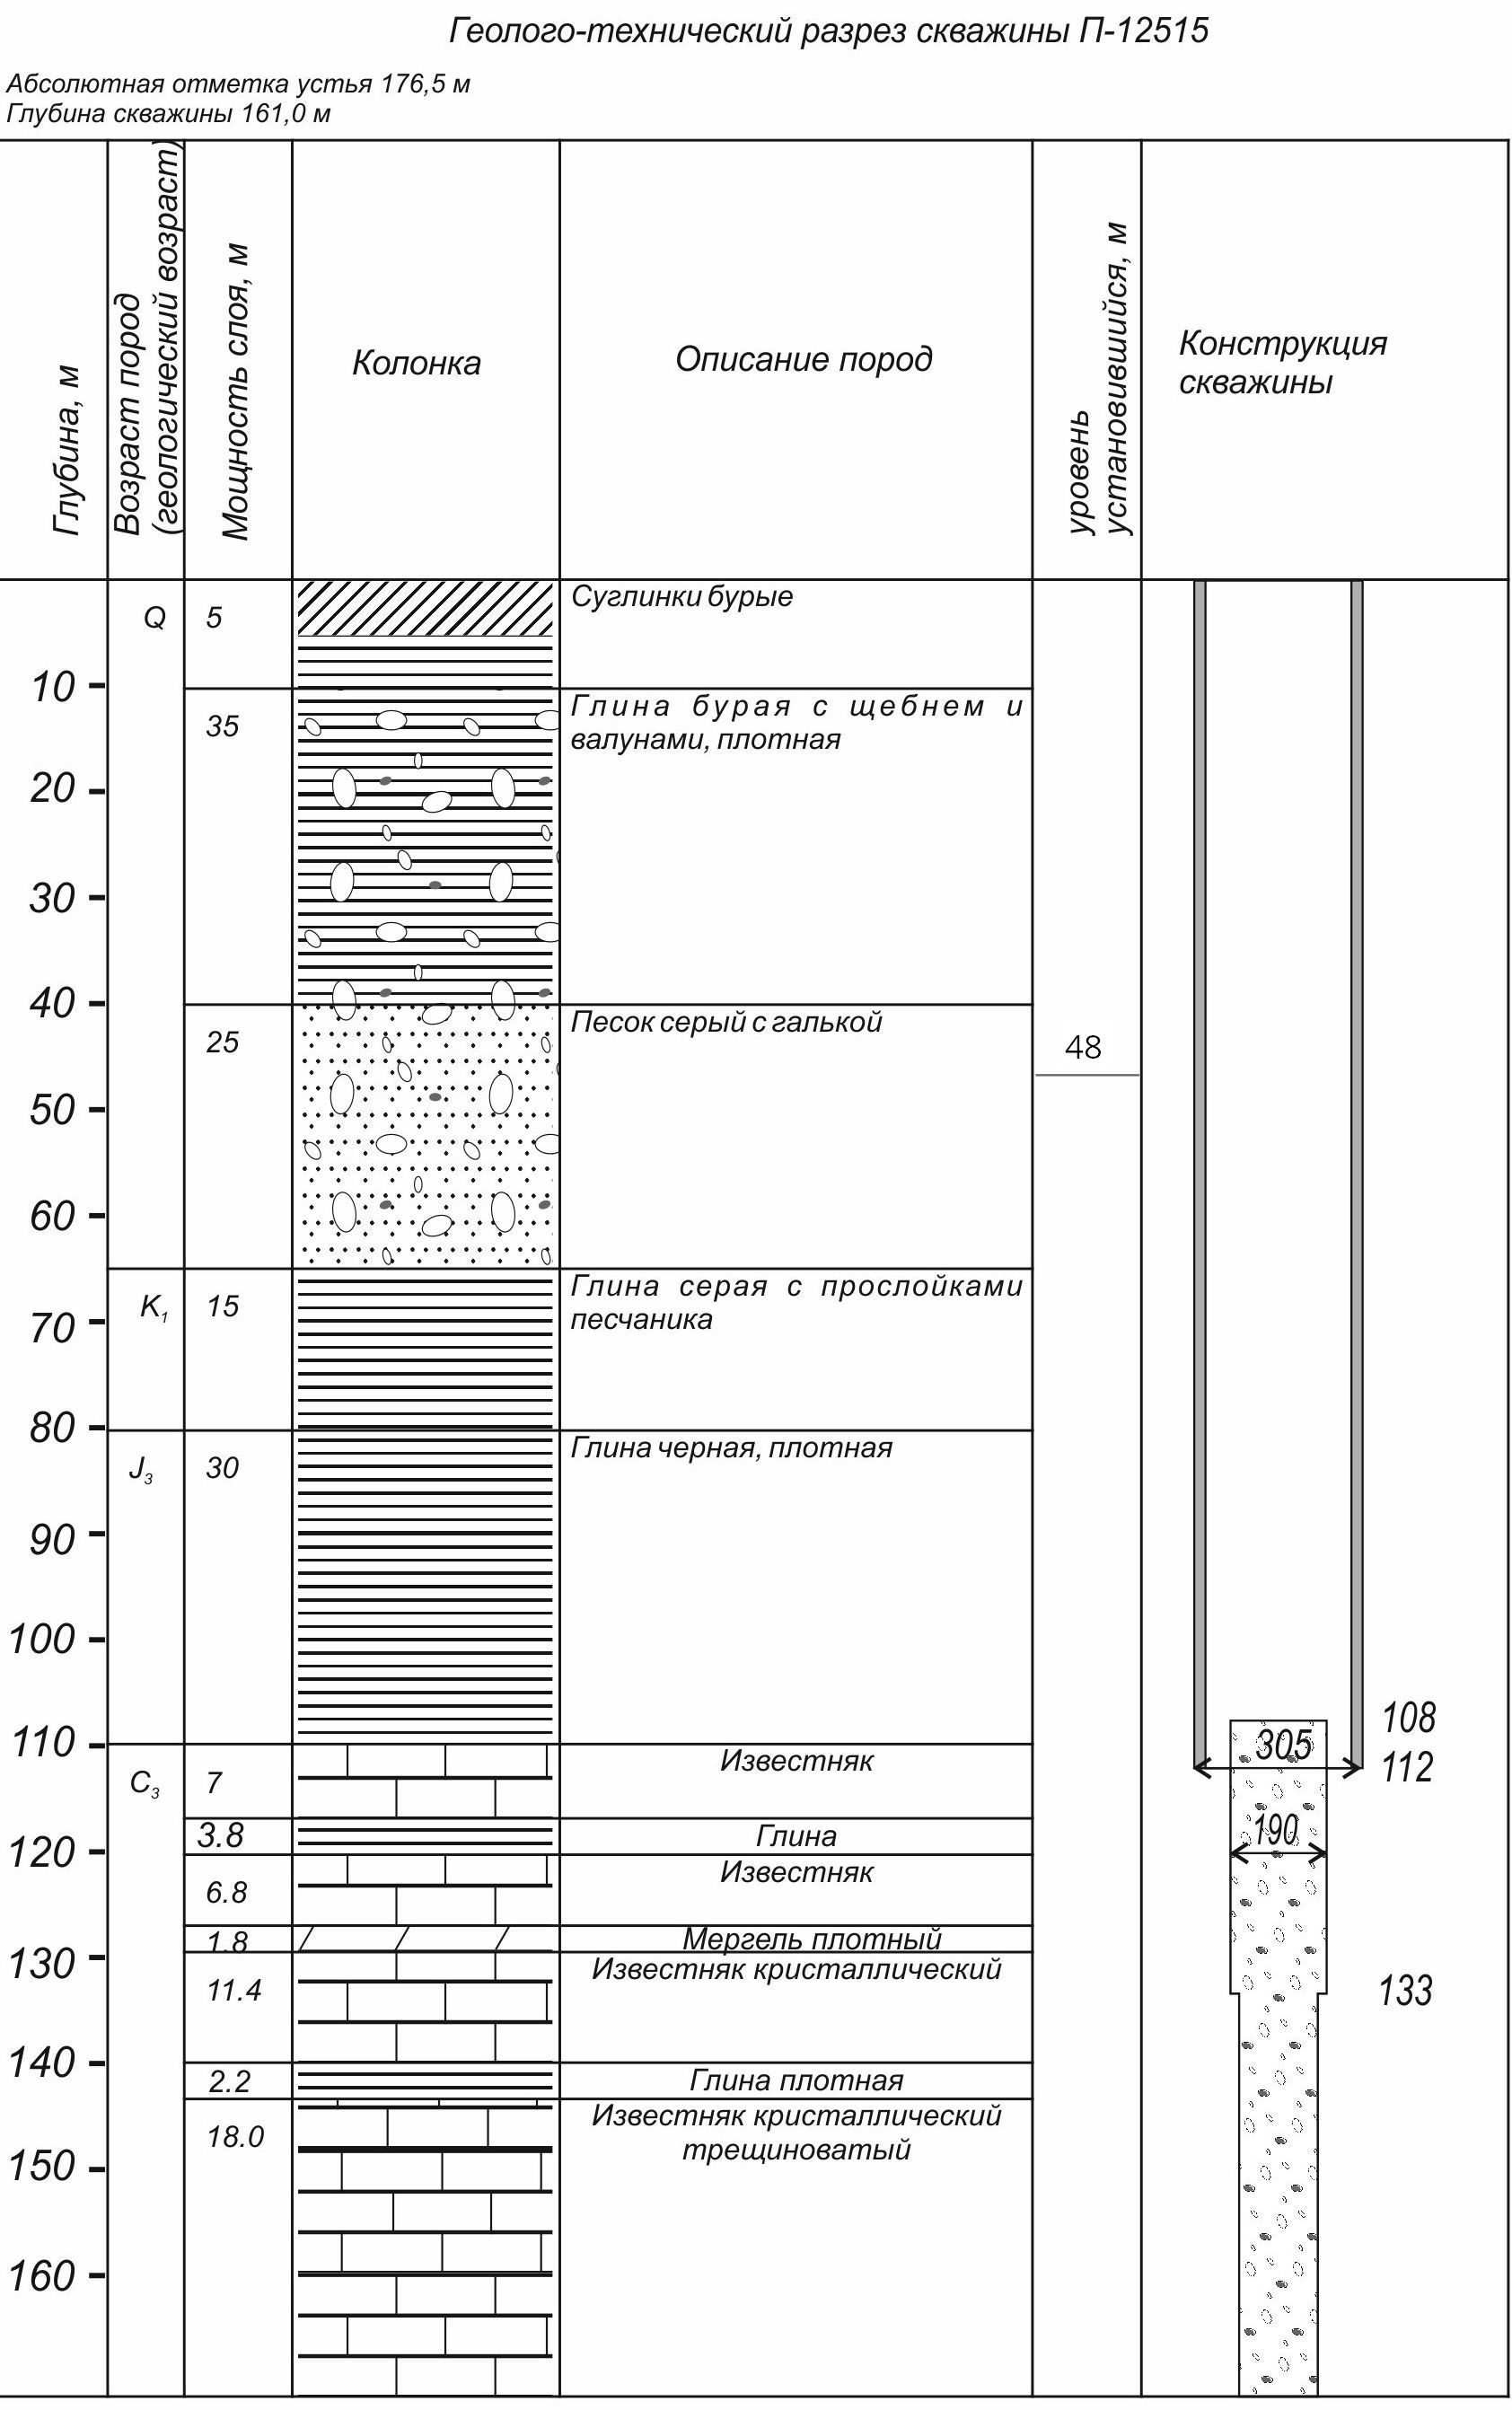 Геолого-технический разрез скважины П-12515
Абсолютная отметка устья 176,5 м
Глубина скважины 161,0 м
Глубина, м
Возраст пород
(геологический возраст)
Мощность слоя, м
Колонка
Описание пород
уровень
установившийся, м
Конструкция
скважины
Q
5
Суглинки бурые
10
35
Глина бурая с щебнем и
валунами, плотная
20
30
40
25
Песок серый с галькой
48
50
60
K1
15
Глина серая с прослойками
песчаника
70
80
J3
30
Глина черная, плотная
90
100
108
110
305
112
C3
7
Известняк
3.8
Глина
190
120
6.8
Известняк
1.8
Мергель плотный
130
11.4
Известняк кристаллический
133
140
2.2
Глина плотная
18.0
Известняк кристаллический
трещиноватый
150
160